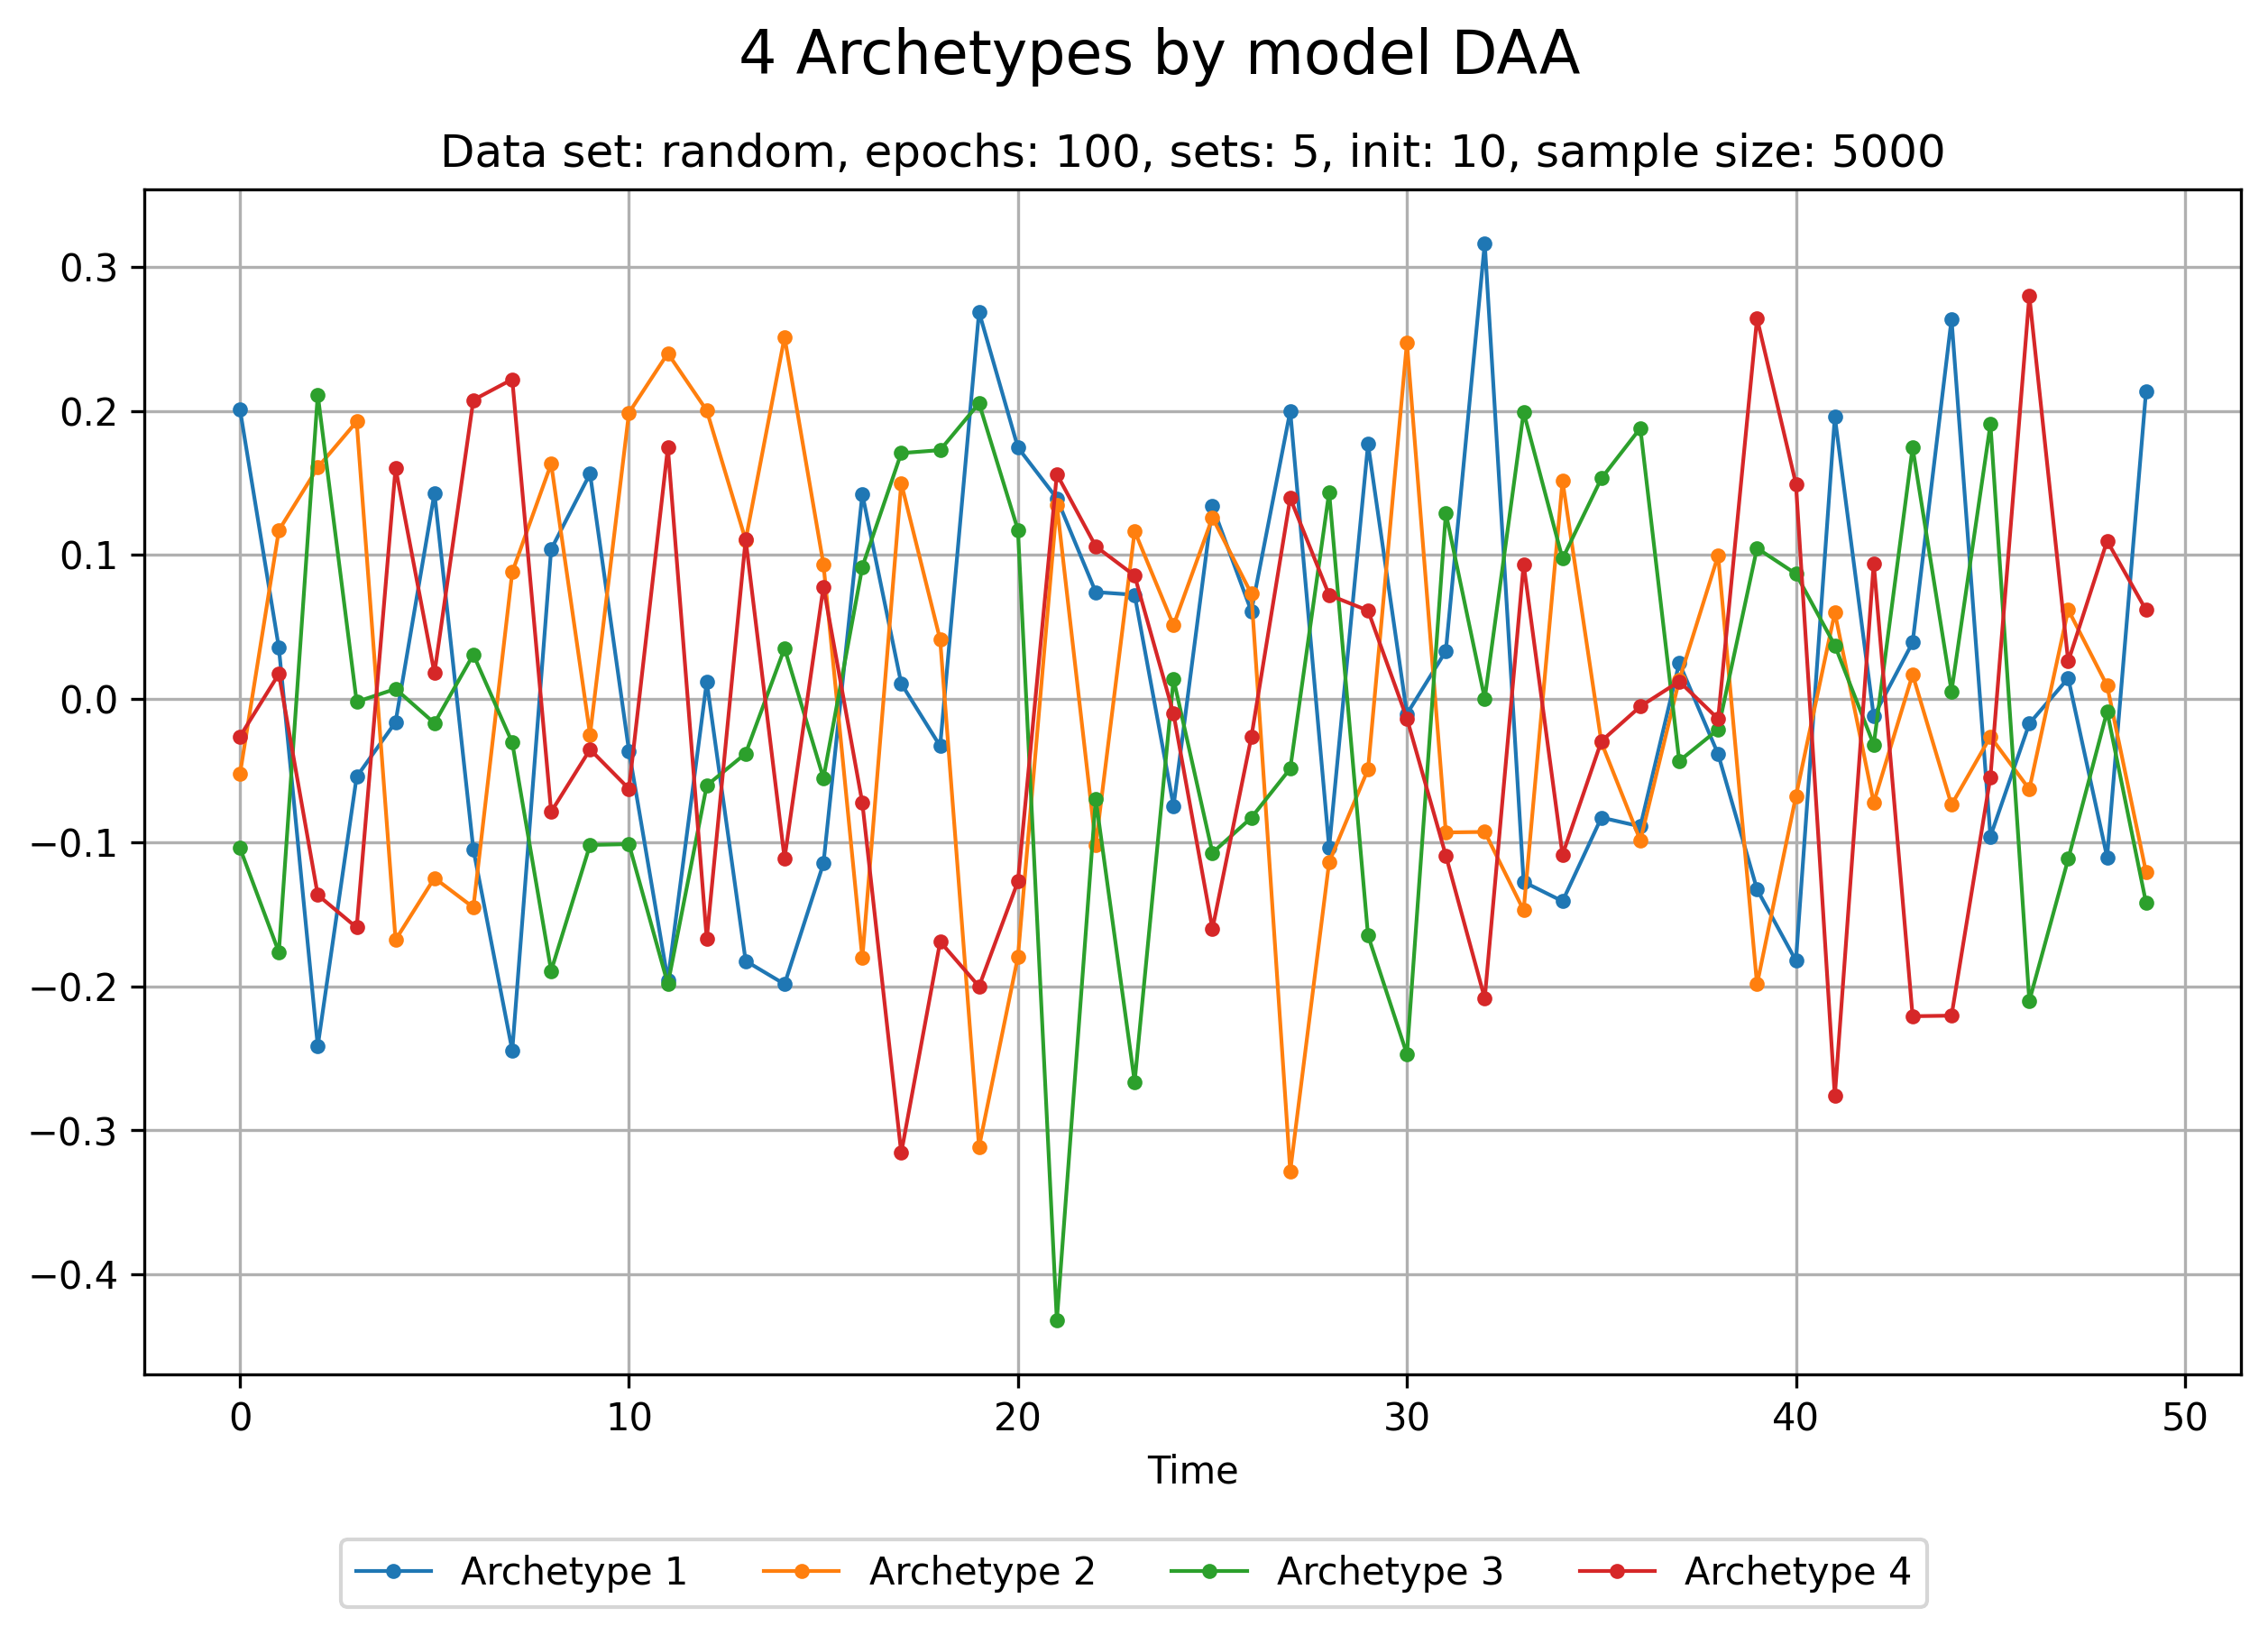 4 Archetypes by model DAA
Data set: random, epochs: 100, sets: 5, init: 10, sample size: 5000
0.3
0.2
0.1
0.0
−0.1
−0.2
−0.3
−0.4
0 10 20 30 40 50
Time
Archetype 1 Archetype 2 Archetype 3 Archetype 4